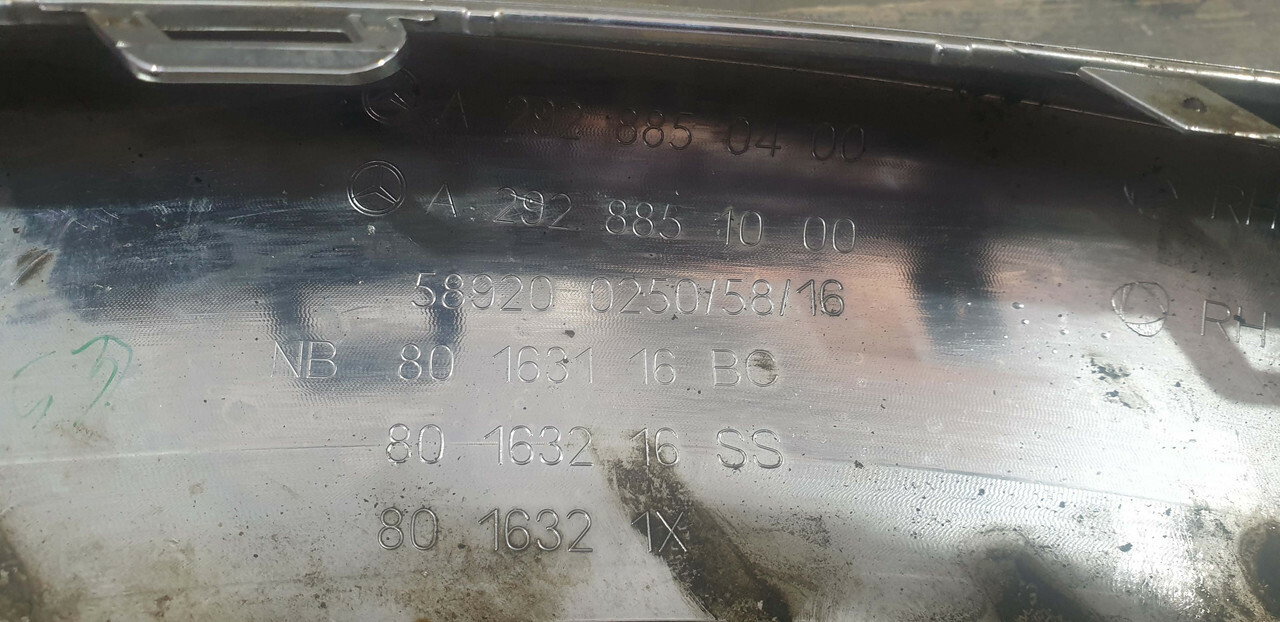 A 292 885 04 00
A 292 885 10 00
58920-0250/58/16
NB 80 1631 16 BC
80 1632 16 SS
80 1632 1X
RH